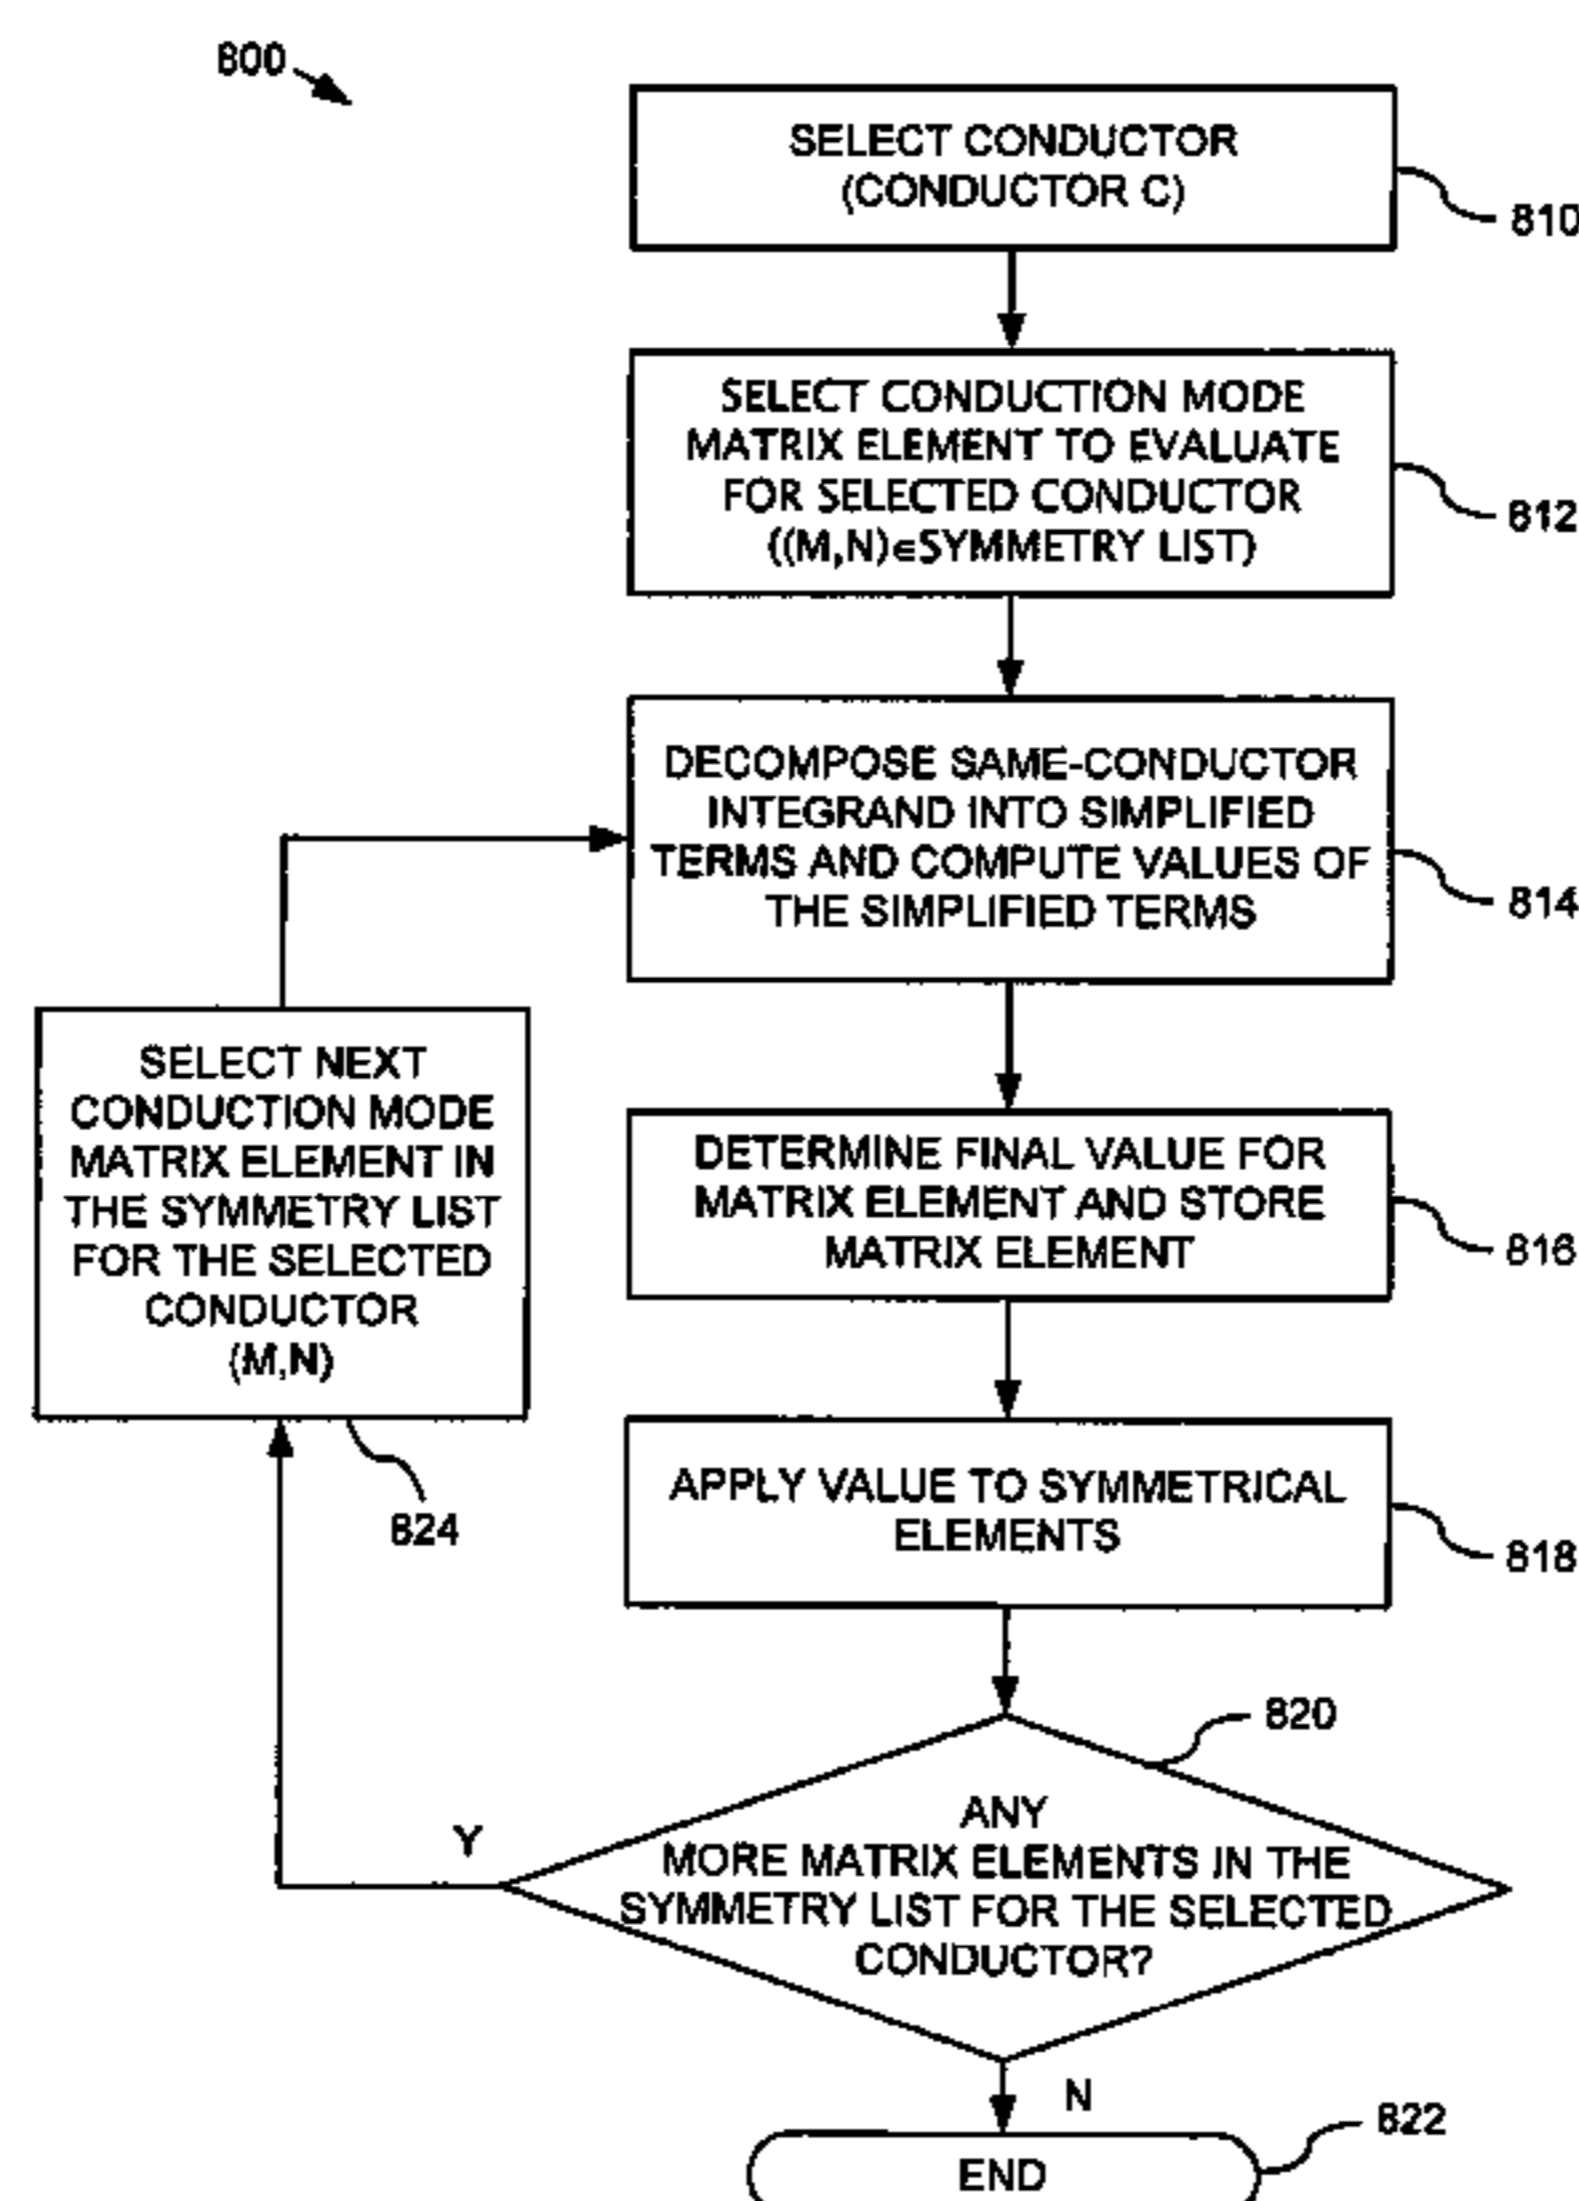 800
SELECT CONDUCTOR
(CONDUCTOR C)
810
SELECT CONDUCTION MODE
MATRIX ELEMENT TO EVALUATE
FOR SELECTED CONDUCTOR
((M,N)∈SYMMETRY LIST)
812
DECOMPOSE SAME-CONDUCTOR
INTEGRAND INTO SIMPLIFIED
TERMS AND COMPUTE VALUES OF
THE SIMPLIFIED TERMS
814
SELECT NEXT
CONDUCTION MODE
MATRIX ELEMENT IN
THE SYMMETRY LIST
FOR THE SELECTED
CONDUCTOR
(M,N)
824
DETERMINE FINAL VALUE FOR
MATRIX ELEMENT AND STORE
MATRIX ELEMENT
816
APPLY VALUE TO SYMMETRICAL
ELEMENTS
818
820
ANY
MORE MATRIX ELEMENTS IN THE
SYMMETRY LIST FOR THE SELECTED
CONDUCTOR?
Y
N
END
822